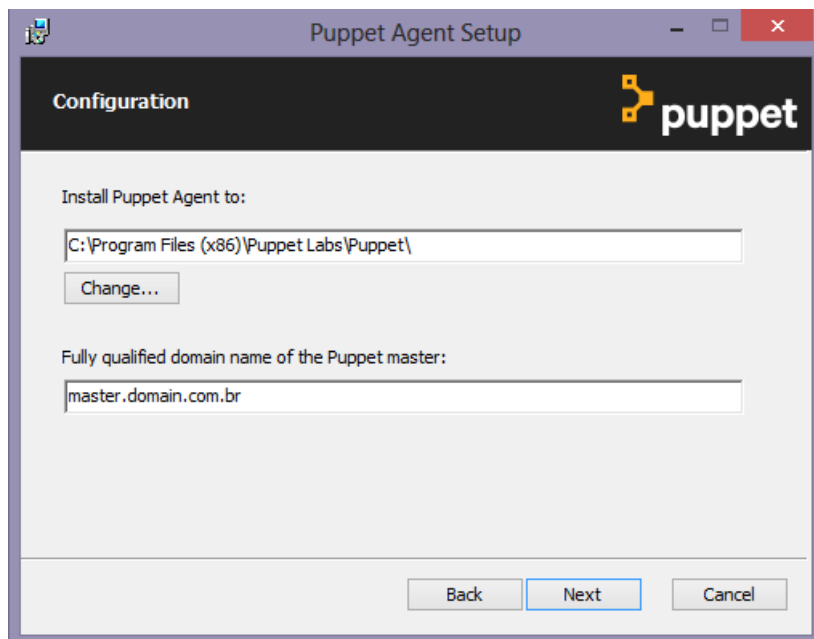 Puppet Agent Setup
Configuration
puppet
Install Puppet Agent to:
C:\Program Files (x86)\Puppet Labs\Puppet\
Change...
Fully qualified domain name of the Puppet master:
master.domain.com.br
Back Next Cancel